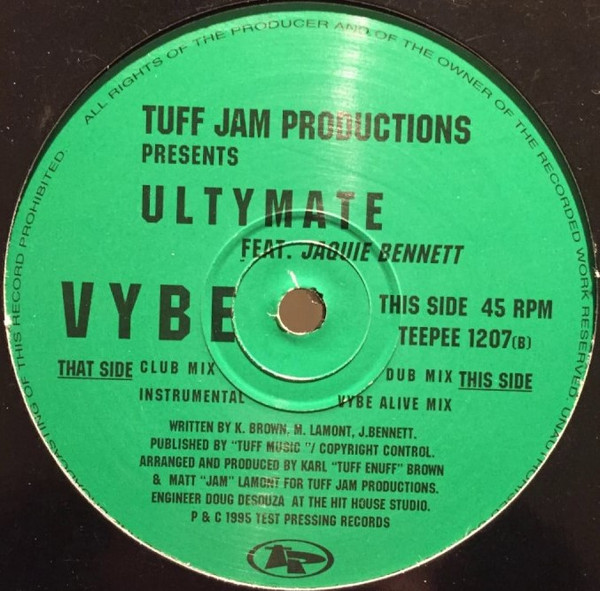 ALL RIGHTS OF THE PRODUCER AND OF THE OWNER OF THE RECORDED WORK RESERVED. BROADCASTING OF THIS RECORD PROHIBITED.
TUFF JAM PRODUCTIONS
PRESENTS
ULTYMATE
FEAT. JAQUIE BENNETT
VYBE
THIS SIDE 45 RPM
TEEPEE 1207(B)
THAT SIDE CLUB MIX
DUB MIX THIS SIDE
INSTRUMENTAL
VYBE ALIVE MIX
WRITTEN BY K. BROWN, M. LAMONT, J.BENNETT.
PUBLISHED BY "TUFF MUSIC "/ COPYRIGHT CONTROL.
ARRANGED AND PRODUCED BY KARL "TUFF ENUFF" BROWN
& MATT "JAM" LAMONT FOR TUFF JAM PRODUCTIONS.
ENGINEER DOUG DESOUZA AT THE HIT HOUSE STUDIO.
P & C 1995 TEST PRESSING RECORDS
TP